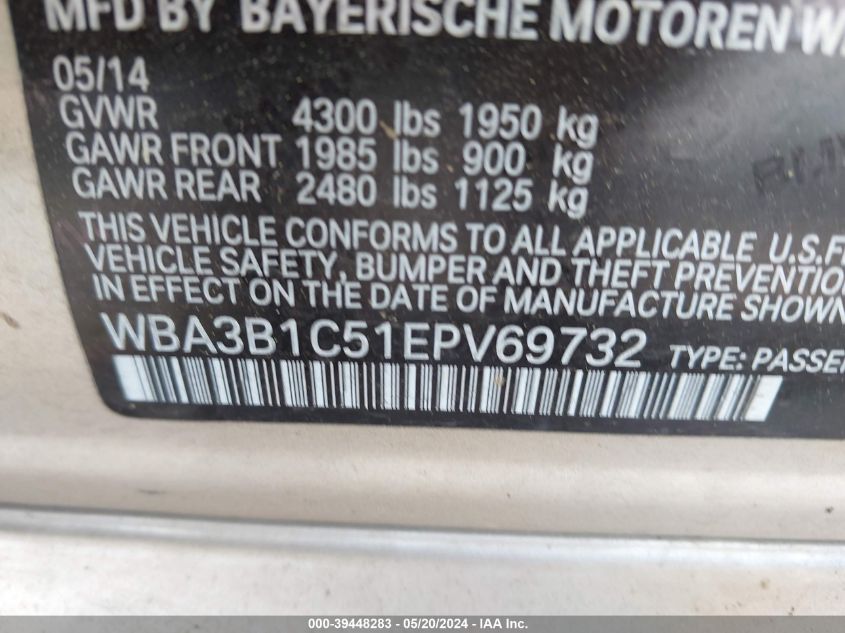 MFD BY BAYERISCHE MOTOREN
05/14
GVWR 4300 lbs 1950 kg
GAWR FRONT 1985 lbs 900 kg
GAWR REAR 2480 lbs 1125 kg
THIS VEHICLE CONFORMS TO ALL APPLICABLE U.S.F
VEHICLE SAFETY, BUMPER AND THEFT PREVENTION
IN EFFECT ON THE DATE OF MANUFACTURE SHOWN
WBA3B1C51EPV69732 TYPE: PASSE
000-39448283 - 05/20/2024 - IAA Inc.